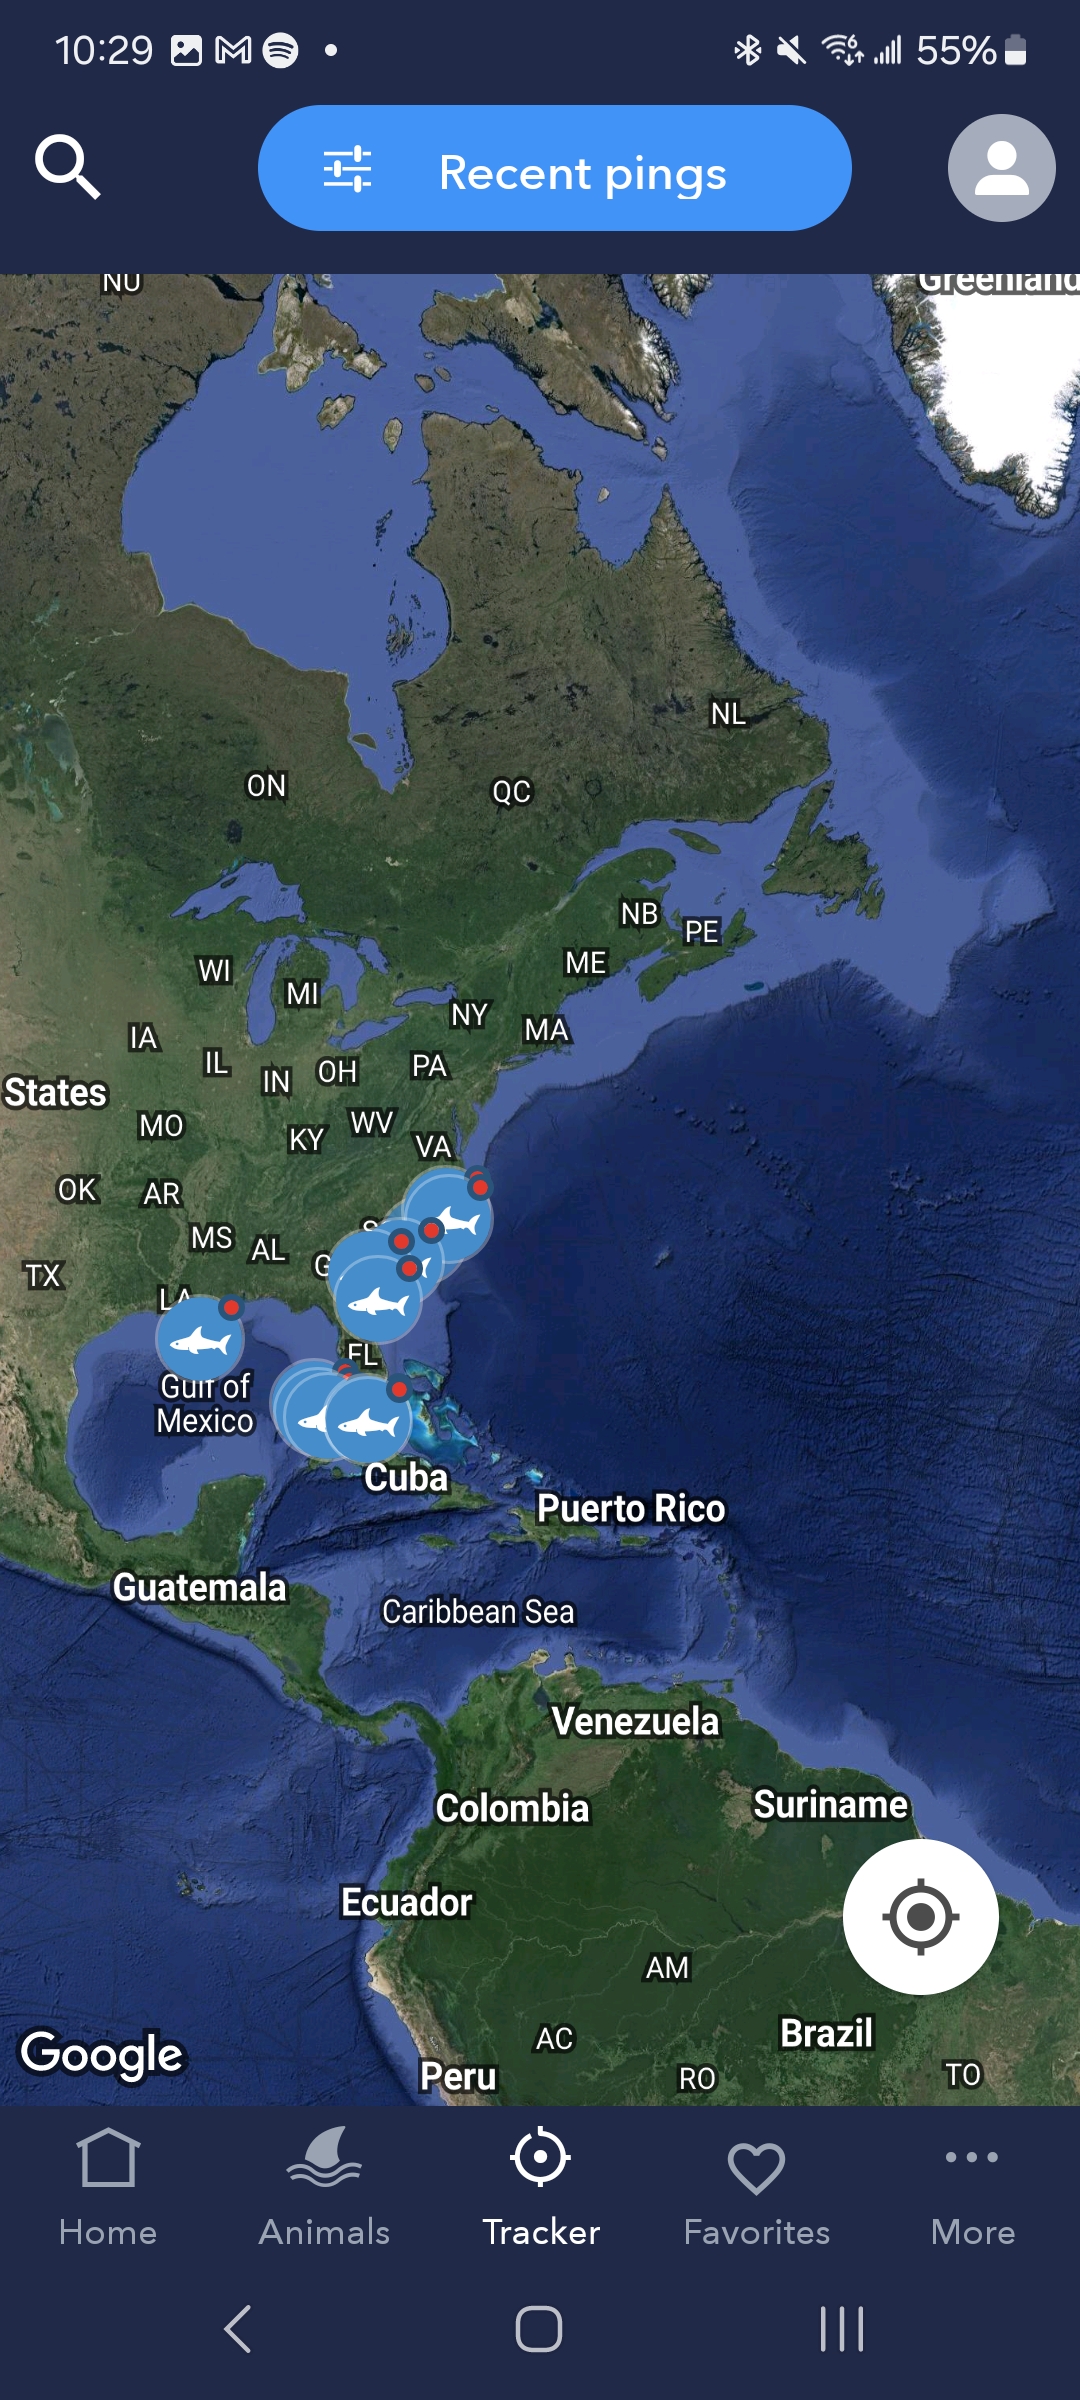 10:29
55%
Recent pings
NU
Greenland
NL
ON
QC
NB
PE
ME
WI
MI
NY
MA
IA
IL
IN
OH
PA
States
MO
KY
WV
VA
OK
AR
MS
AL
G
TX
LA
FL
Gulf of
Mexico
Cuba
Puerto Rico
Guatemala
Caribbean Sea
Venezuela
Colombia
Suriname
Ecuador
AM
AC
Brazil
Google
Peru
RO
TO
Home
Animals
Tracker
Favorites
More